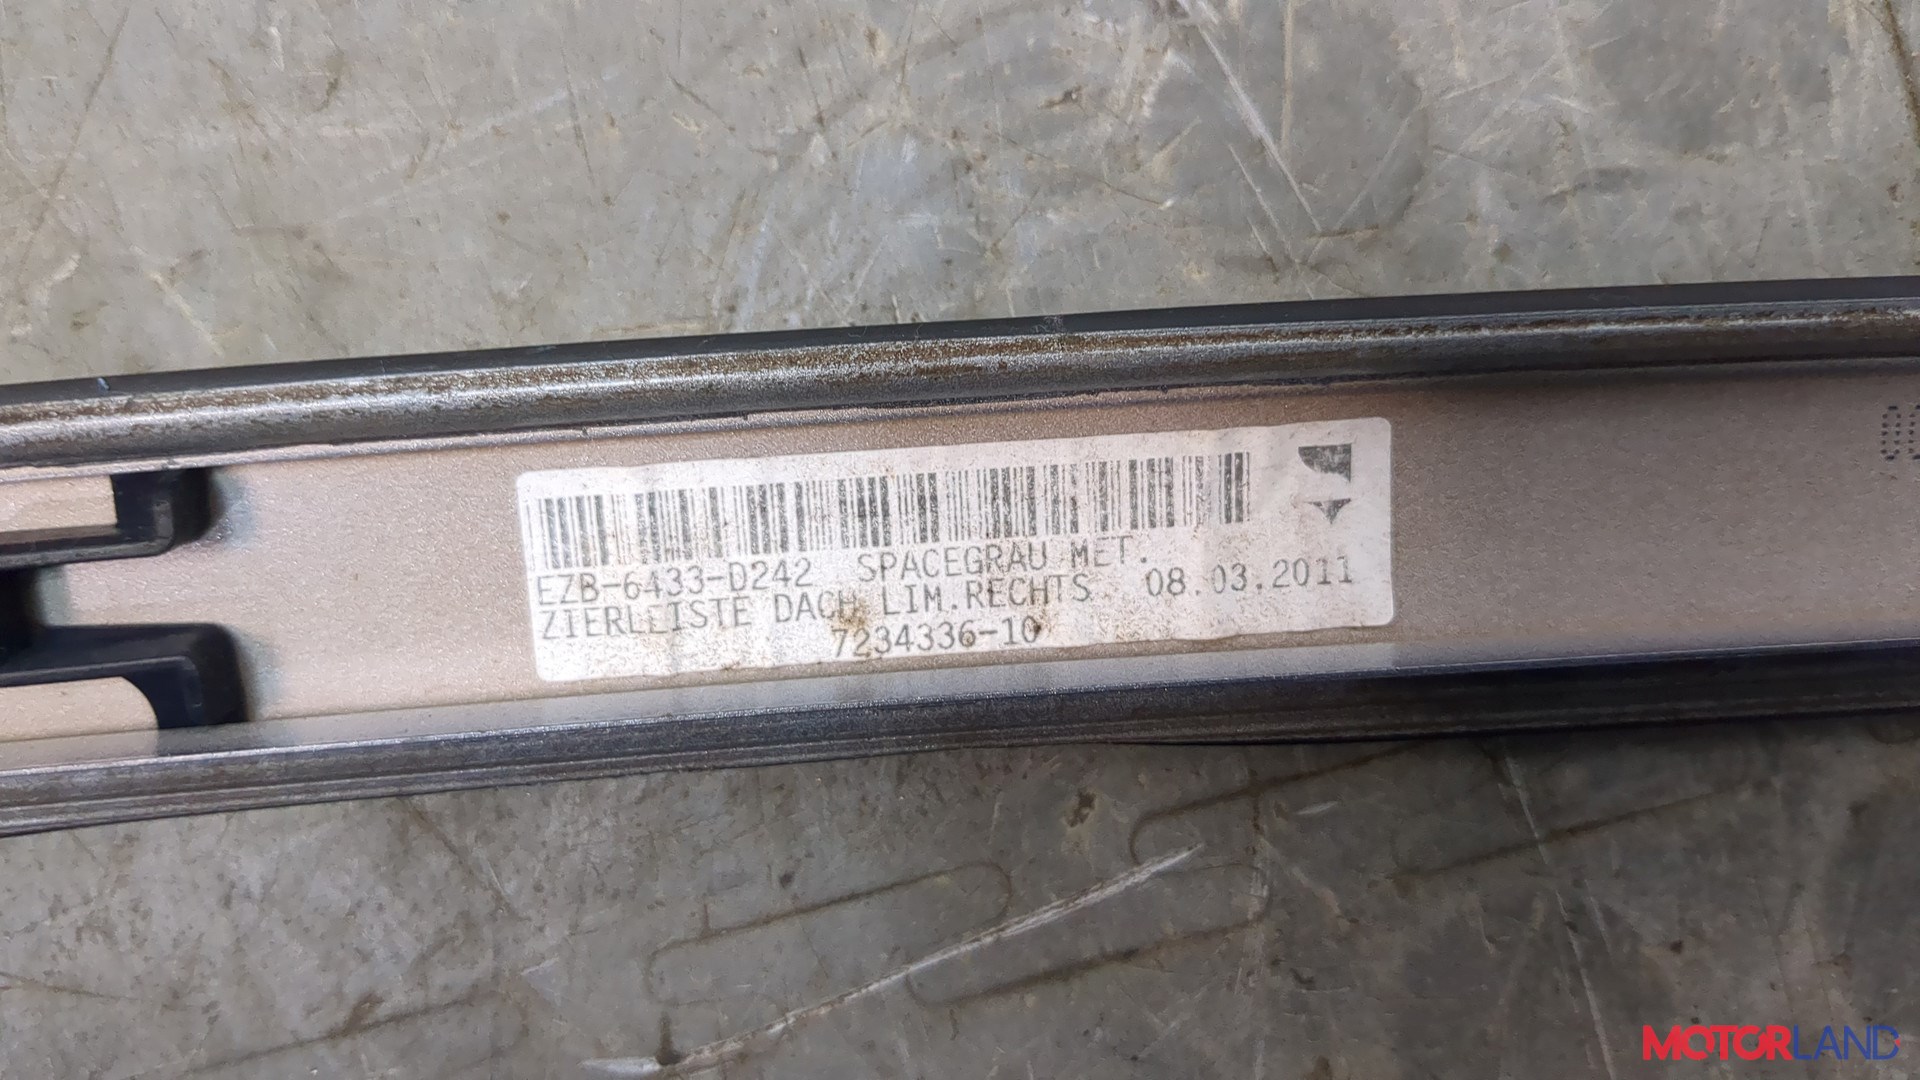 EZB-6433-D242 SPACEGRAU MET.
ZIERLEISTE DACH LIM.RECHTS 08.03.2011
7234336-10
MOTORLAND